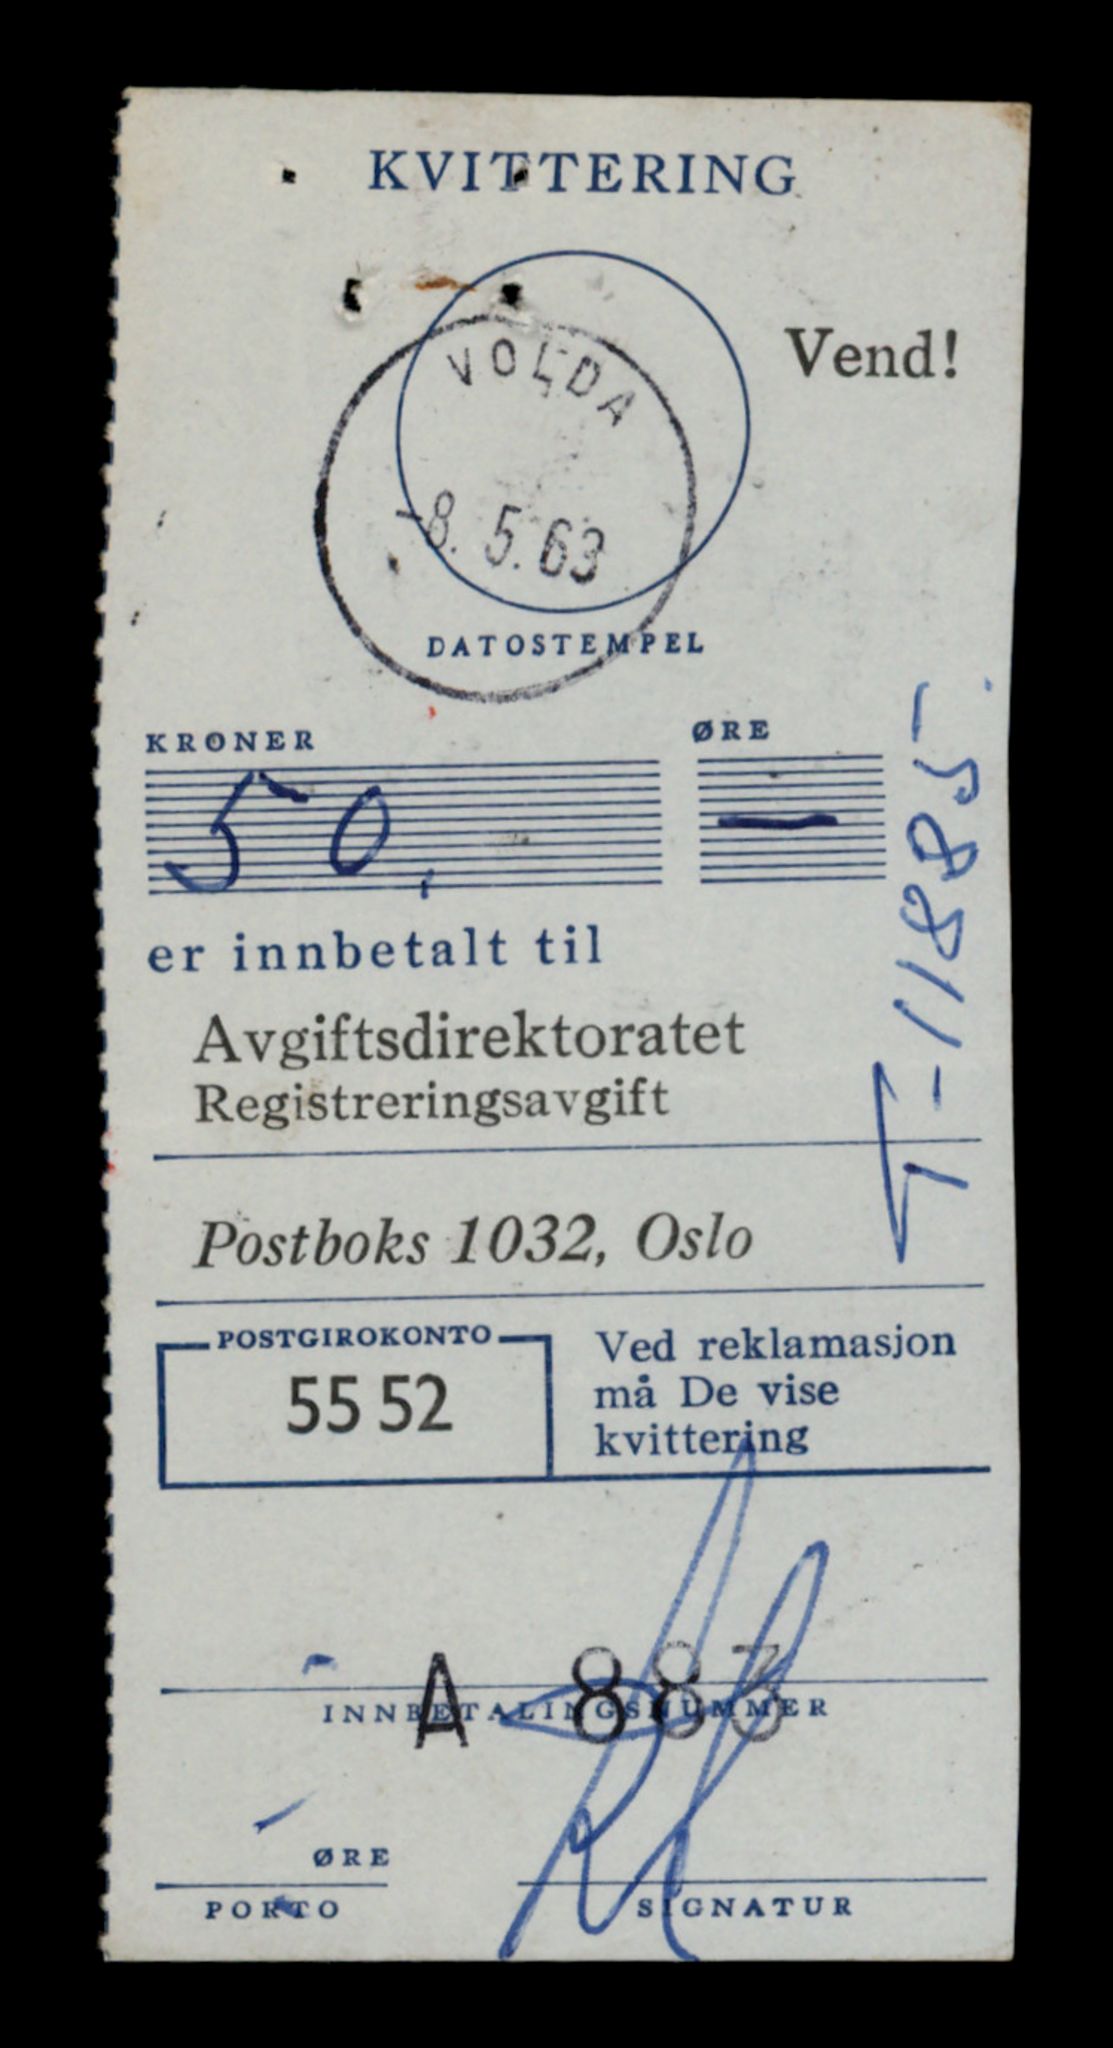 KVITTERING
Vend!
VOLDA
-8. 5. 63
DATOSTEMPEL
KRONER
ØRE
50,
—
T-11885
er innbetalt til
Avgiftsdirektoratet
Registreringsavgift
Postboks 1032, Oslo
POSTGIROKONTO
55 52
Ved reklamasjon
må De vise
kvittering
A 883
INNBETALINGSNUMMER
ØRE
PORTO
SIGNATUR